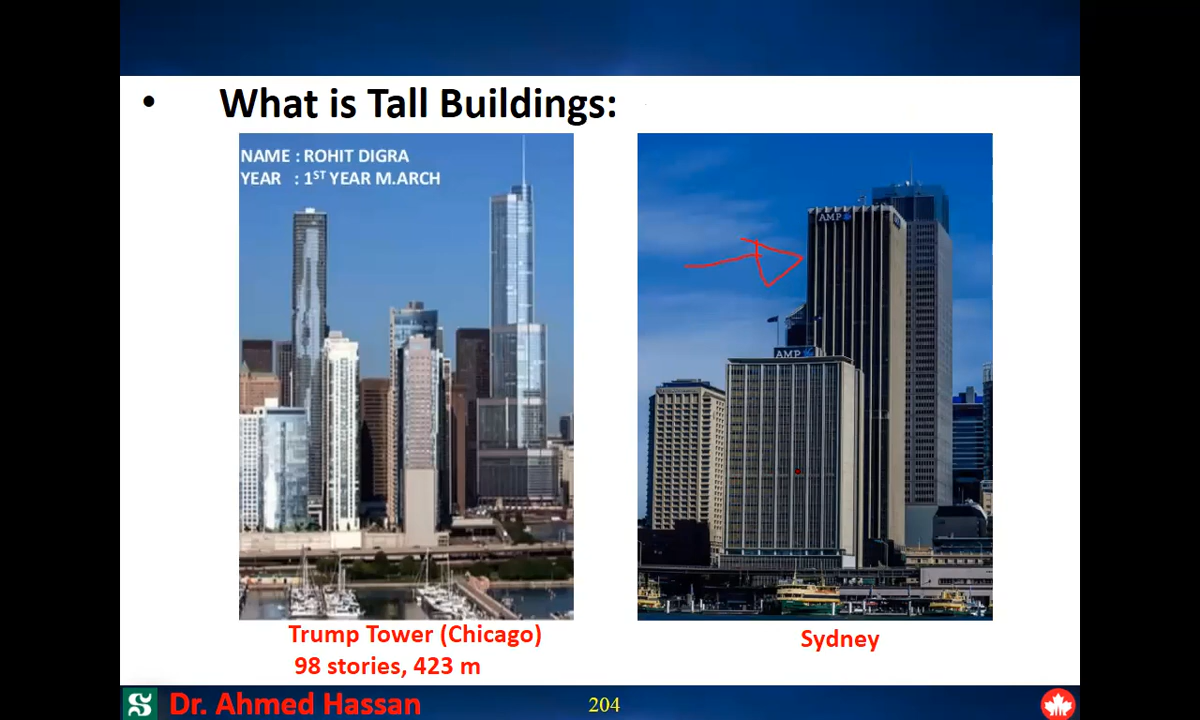 • What is Tall Buildings:
NAME : ROHIT DIGRA
YEAR : 1ST YEAR M.ARCH
AMP
AMP
Trump Tower (Chicago)
98 stories, 423 m
Sydney
Dr. Ahmed Hassan
204